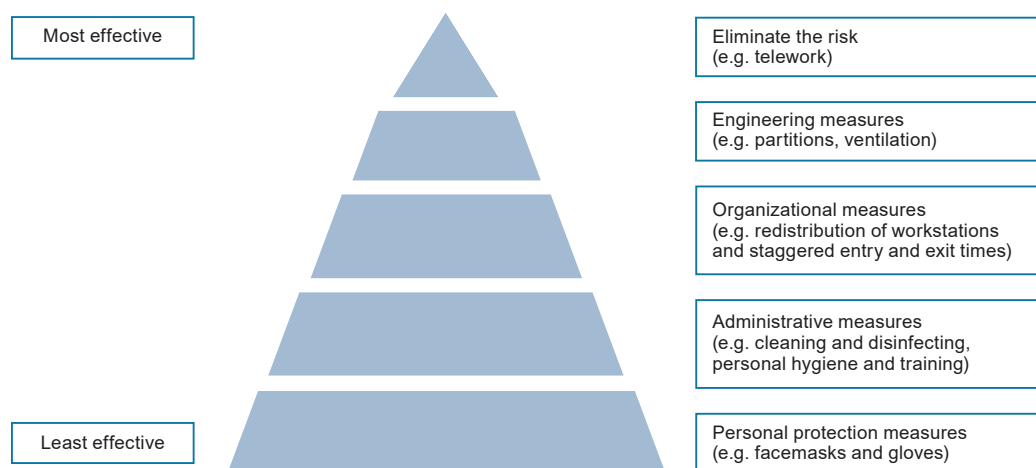 Most effective
Eliminate the risk
(e.g. telework)
Engineering measures
(e.g. partitions, ventilation)
Organizational measures
(e.g. redistribution of workstations
and staggered entry and exit times)
Administrative measures
(e.g. cleaning and disinfecting,
personal hygiene and training)
Least effective
Personal protection measures
(e.g. facemasks and gloves)